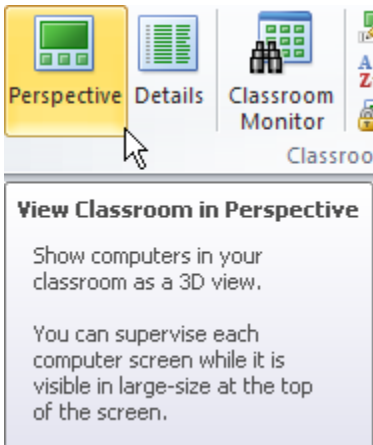 Perspective Details Classroom Monitor
A
Z
Classroo
View Classroom in Perspective
Show computers in your
classroom as a 3D view.
You can supervise each
computer screen while it is
visible in large-size at the top
of the screen.